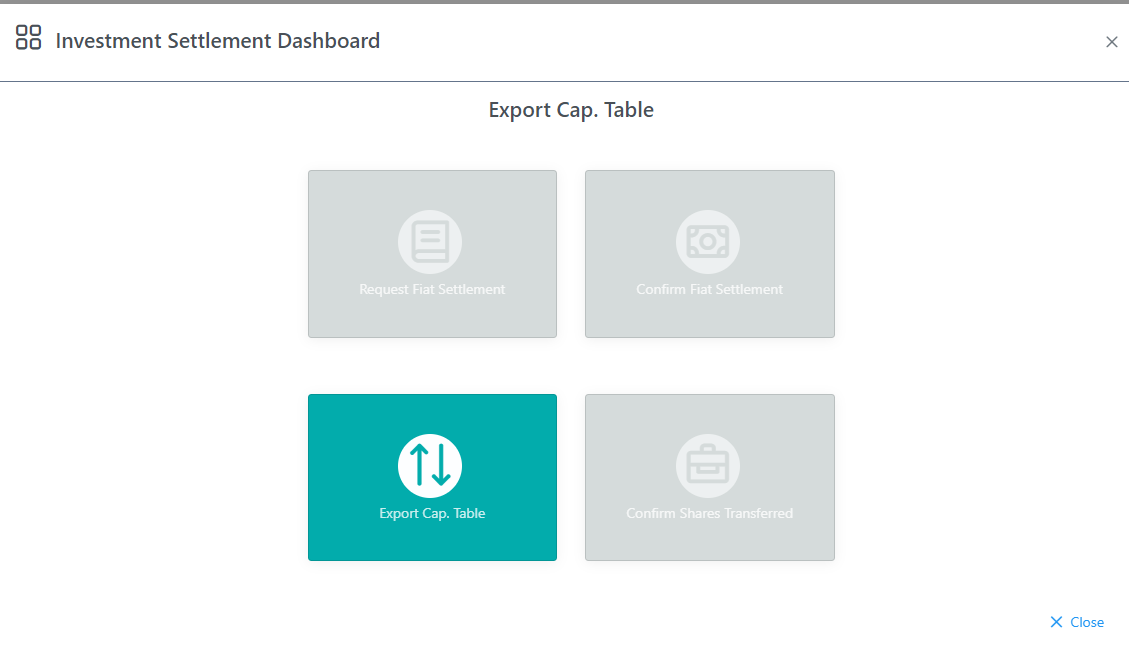 Investment Settlement Dashboard
Export Cap. Table
Request Fiat Settlement
Confirm Fiat Settlement
Export Cap. Table
Confirm Shares Transferred
Close